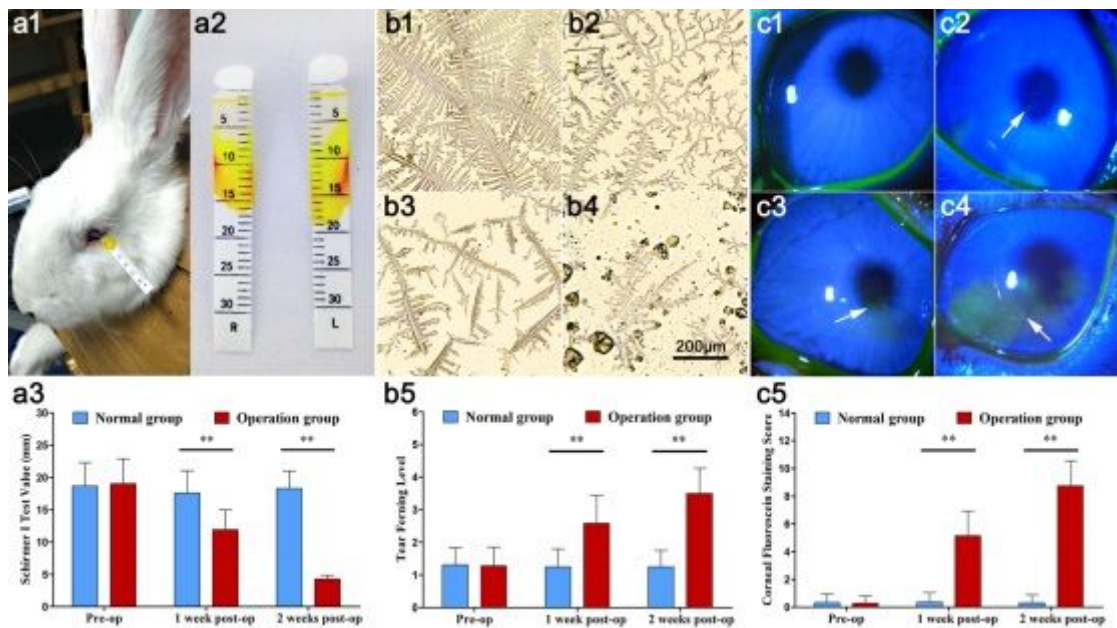 a1
a2
5
10
15
20
25
30
R
5
10
15
20
25
30
L
b1
b2
b3
b4
200μm
c1
c2
c3
c4
a3
Normal group
Operation group
Schirmer I Test Value (mm)
30
25
20
15
10
5
0
**
**
Pre-op
1 week post-op
2 weeks post-op
b5
Normal group
Operation group
Tear Ferning Level
6
5
4
3
2
1
0
**
**
Pre-op
1 week post-op
2 weeks post-op
c5
Normal group
Operation group
Corneal Fluorescein Staining Score
14
12
10
8
6
4
2
0
**
**
Pre-op
1 week post-op
2 weeks post-op